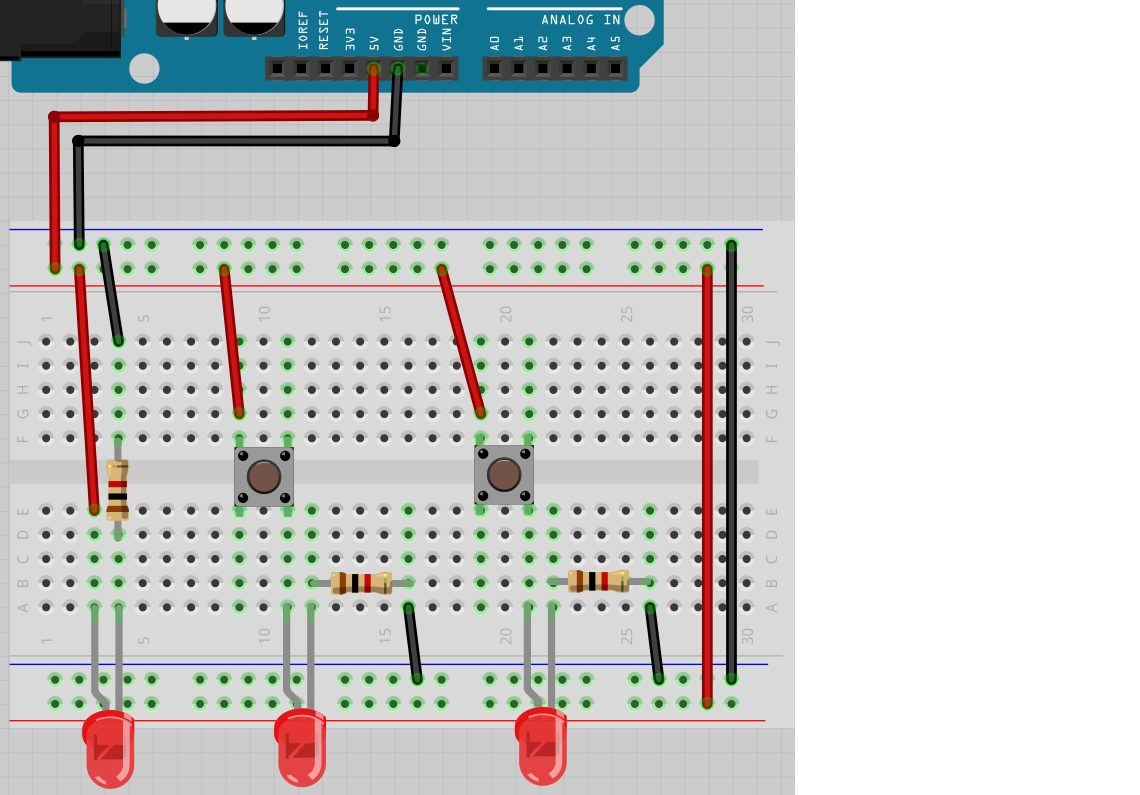 POWER ANALOG IN
IOREF RESET 3V3 5V GND GND VIN A0 A1 A2 A3 A4 A5
1 5 10 15 20 25 30
J J
I I
H H
G G
F F
E E
D D
C C
B B
A A
1 5 10 15 20 25 30